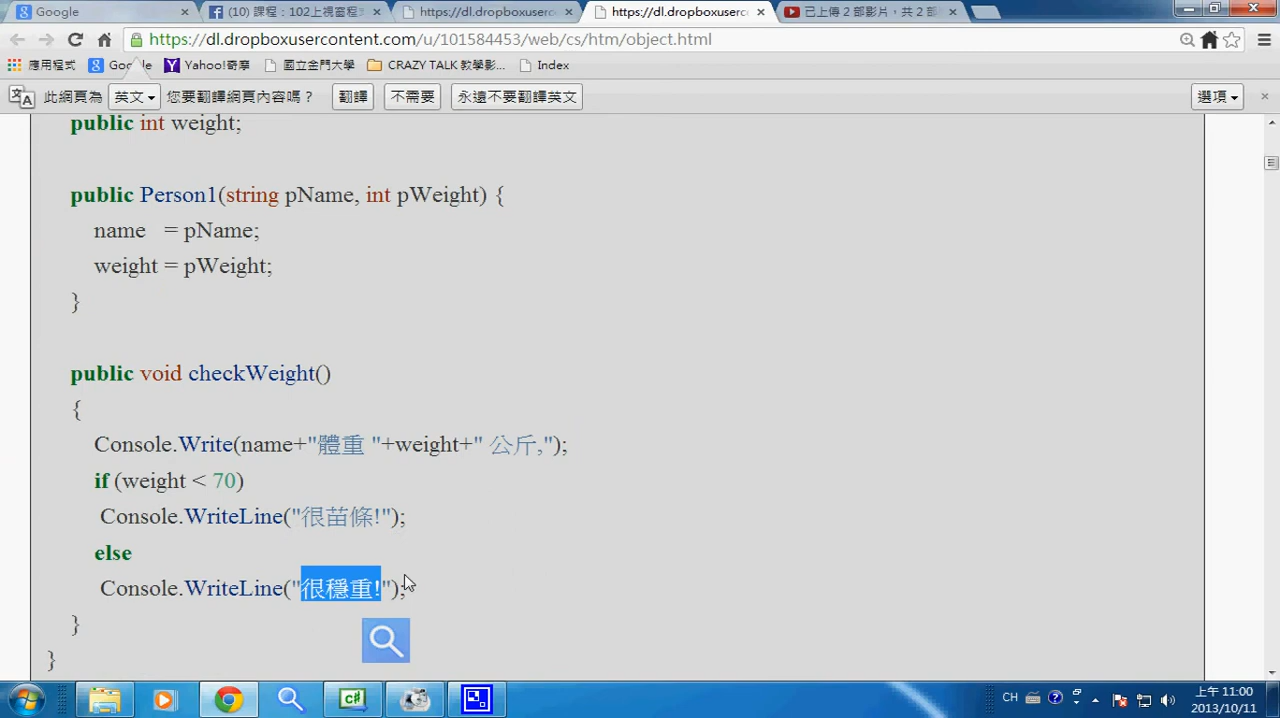 Google
(10) 課程：102上視窗程
https://dl.dropboxuser
https://dl.dropboxuserc
已上傳 2 部影片，共 2 部
https://dl.dropboxusercontent.com/u/101584453/web/cs/htm/object.html
應用程式 Google Yahoo!奇摩 國立金門大學 CRAZY TALK 教學影... Index
此網頁為 英文 您要翻譯網頁內容嗎？ 翻譯 不需要 永遠不要翻譯英文 選項
public int weight;
public Person1(string pName, int pWeight) {
name = pName;
weight = pWeight;
}
public void checkWeight()
{
Console.Write(name+"體重 "+weight+" 公斤,");
if (weight < 70)
Console.WriteLine("很苗條!");
else
Console.WriteLine("很穩重!");
}
}
C#
CH
上午 11:00
2013/10/11